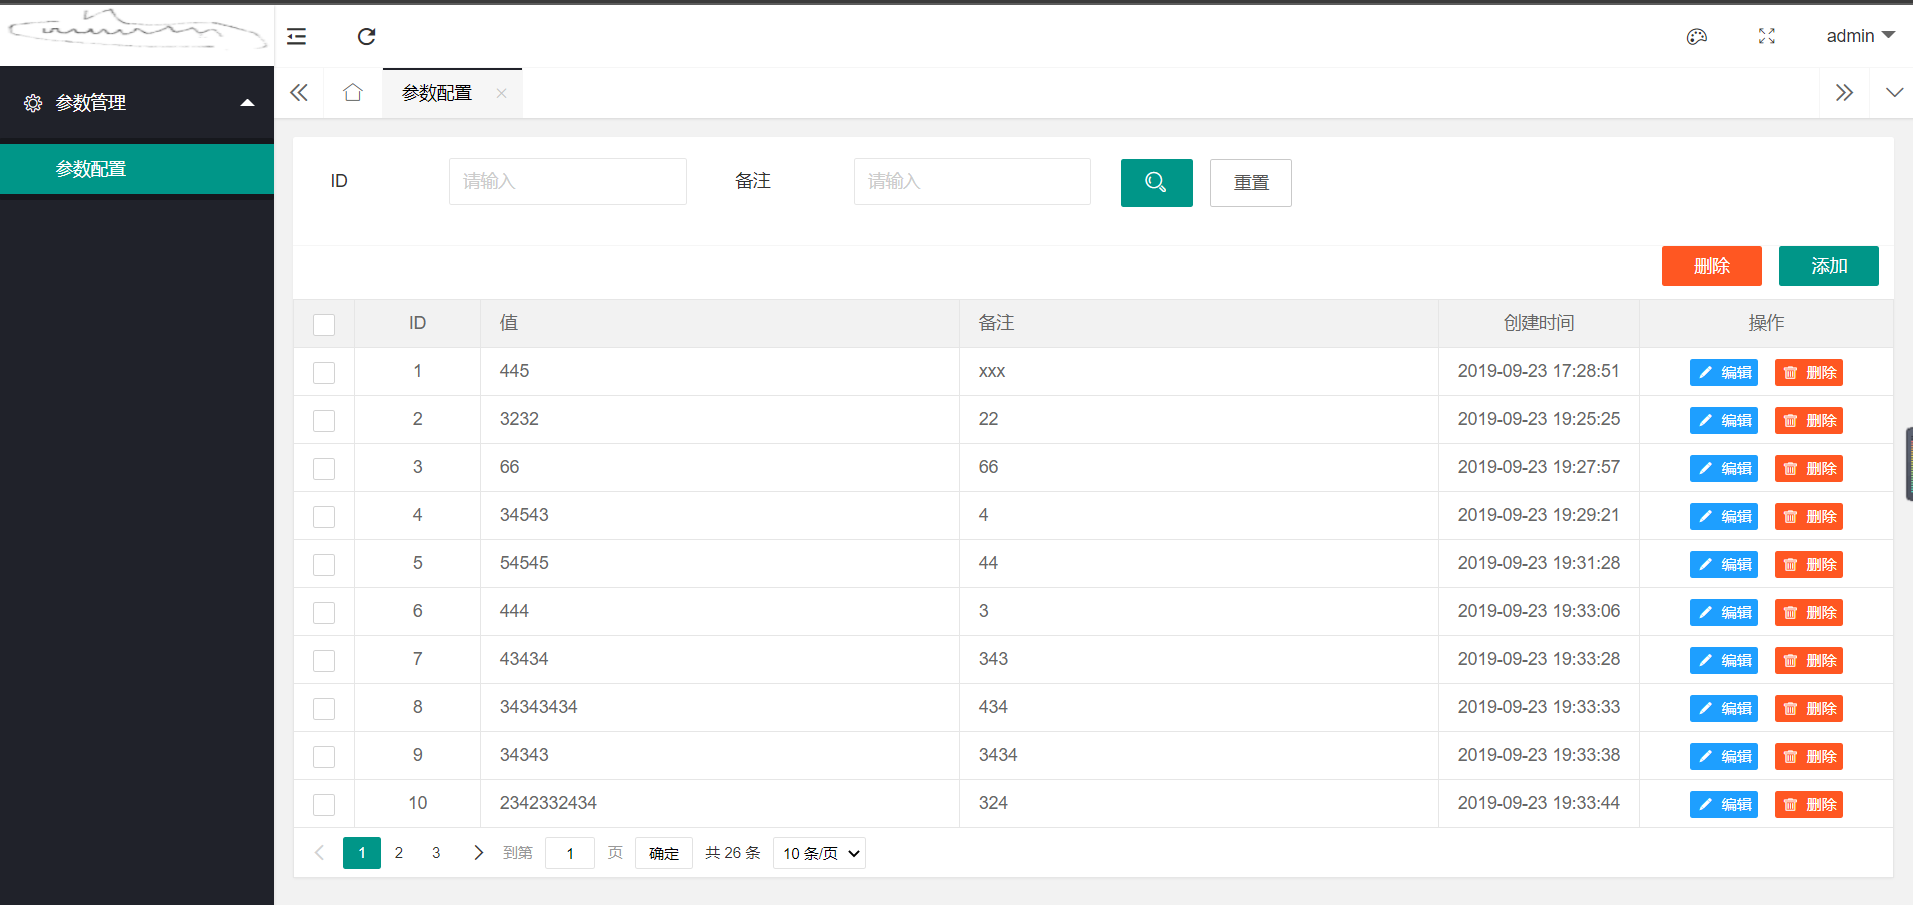 admin
参数管理
参数配置
参数配置
ID 请输入 备注 请输入 重置
删除 添加
ID 值 备注 创建时间 操作
1 445 xxx 2019-09-23 17:28:51 编辑 删除
2 3232 22 2019-09-23 19:25:25 编辑 删除
3 66 66 2019-09-23 19:27:57 编辑 删除
4 34543 4 2019-09-23 19:29:21 编辑 删除
5 54545 44 2019-09-23 19:31:28 编辑 删除
6 444 3 2019-09-23 19:33:06 编辑 删除
7 43434 343 2019-09-23 19:33:28 编辑 删除
8 34343434 434 2019-09-23 19:33:33 编辑 删除
9 34343 3434 2019-09-23 19:33:38 编辑 删除
10 2342332434 324 2019-09-23 19:33:44 编辑 删除
1 2 3 到第 1 页 确定 共 26 条 10 条/页